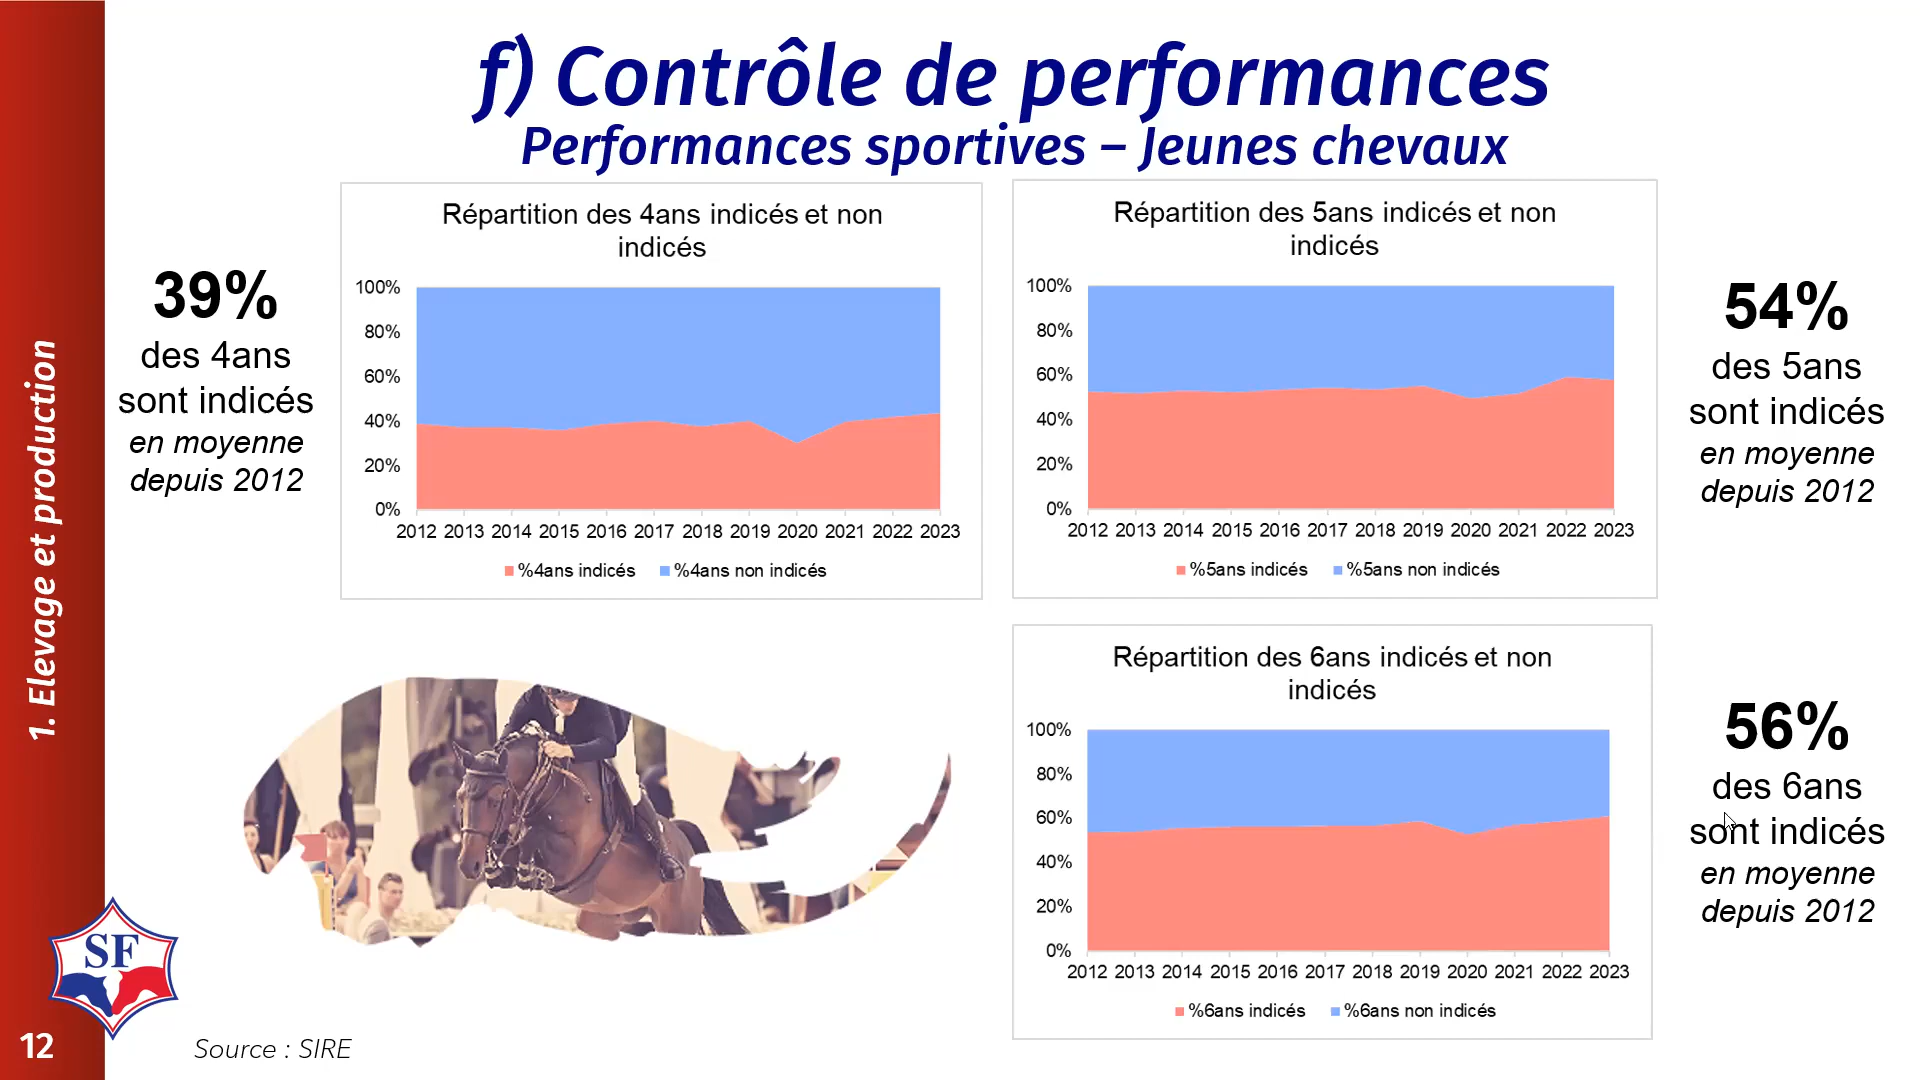 f) Contrôle de performances
Performances sportives – Jeunes chevaux
1. Elevage et production
39%
des 4ans
sont indicés
en moyenne
depuis 2012
Répartition des 4ans indicés et non
indicés
100%
80%
60%
40%
20%
0%
2012 2013 2014 2015 2016 2017 2018 2019 2020 2021 2022 2023
%4ans indicés %4ans non indicés
Répartition des 5ans indicés et non
indicés
100%
80%
60%
40%
20%
0%
2012 2013 2014 2015 2016 2017 2018 2019 2020 2021 2022 2023
%5ans indicés %5ans non indicés
54%
des 5ans
sont indicés
en moyenne
depuis 2012
Répartition des 6ans indicés et non
indicés
100%
80%
60%
40%
20%
0%
2012 2013 2014 2015 2016 2017 2018 2019 2020 2021 2022 2023
%6ans indicés %6ans non indicés
56%
des 6ans
sont indicés
en moyenne
depuis 2012
SF
12
Source : SIRE